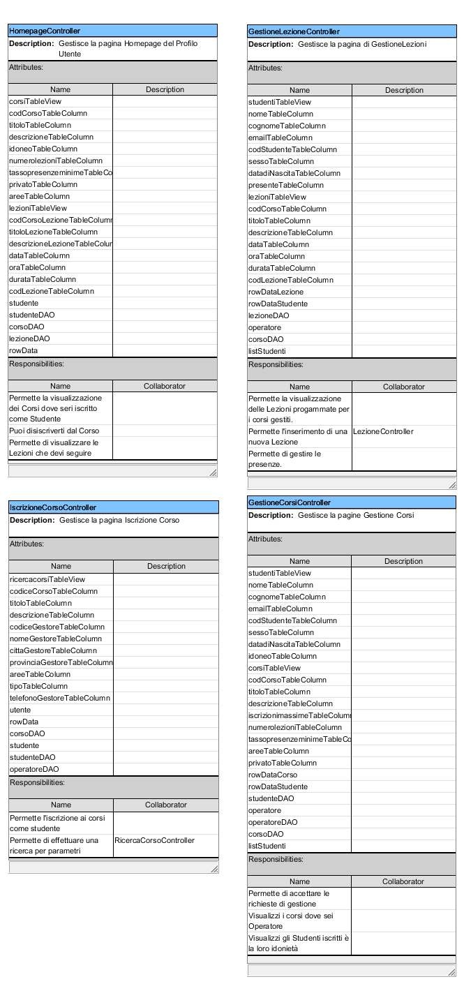 HomepageController
Description: Gestisce la pagina Homepage del Profilo
Utente
Attributes:
Name Description
corsiTableView
codCorsoTableColumn
titoloTableColumn
descrizioneTableColumn
idoneoTableColumn
numerolezioniTableColumn
tassopresenzeminimeTableCo
privatoTableColumn
areeTableColumn
lezioniTableView
codCorsoLezioneTableColumn
titoloLezioneTableColumn
descrizioneLezioneTableColur
dataTableColumn
oraTableColumn
durataTableColumn
codLezioneTableColumn
studente
studenteDAO
corsoDAO
lezioneDAO
rowData
Responsibilities:
Name Collaborator
Permette la visualizzazione
dei Corsi dove seri iscritto
come Studente
Puoi disiscriverti dal Corso
Permette di visualizzare le
Lezioni che devi seguire
GestioneLezioneController
Description: Gestisce la pagina di GestioneLezioni
Attributes:
Name Description
studentiTableView
nomeTableColumn
cognomeTableColumn
emailTableColumn
codStudenteTableColumn
sessoTableColumn
datadiNascitaTableColumn
presenteTableColumn
lezioniTableView
codCorsoTableColumn
titoloTableColumn
descrizioneTableColumn
dataTableColumn
oraTableColumn
durataTableColumn
codLezioneTableColumn
rowDataLezione
rowDataStudente
lezioneDAO
operatore
corsoDAO
listStudenti
Responsibilities:
Name Collaborator
Permette la visualizzazione
delle Lezioni progammate per
i corsi gestiti.
Permette l'inserimento di una LezioneController
nuova Lezione
Permette di gestire le
presenze.
IscrizioneCorsoController
Description: Gestisce la pagina Iscrizione Corso
Attributes:
Name Description
ricercacorsiTableView
codiceCorsoTableColumn
titoloTableColumn
descrizioneTableColumn
codiceGestoreTableColumn
nomeGestoreTableColumn
cittaGestoreTableColumn
provinciaGestoreTableColumn
areeTableColumn
tipoTableColumn
telefonoGestoreTableColumn
utente
rowData
corsoDAO
studente
studenteDAO
operatoreDAO
Responsibilities:
Name Collaborator
Permette l'iscrizione ai corsi
come studente
Permette di effettuare una RicercaCorsoController
ricerca per parametri
GestioneCorsiController
Description: Gestisce la pagine Gestione Corsi
Attributes:
Name Description
studentiTableView
nomeTableColumn
cognomeTableColumn
emailTableColumn
codStudenteTableColumn
sessoTableColumn
datadiNascitaTableColumn
idoneoTableColumn
corsiTableView
codCorsoTableColumn
titoloTableColumn
descrizioneTableColumn
iscrizionimassimeTableColumn
numerolezioniTableColumn
tassopresenzeminimeTableCo
areeTableColumn
privatoTableColumn
rowDataCorso
rowDataStudente
studenteDAO
operatore
operatoreDAO
corsoDAO
listStudenti
Responsibilities:
Name Collaborator
Permette di accettare le
richieste di gestione
Visualizzi i corsi dove sei
Operatore
Visualizzi gli Studenti iscritti è
la loro idonietà